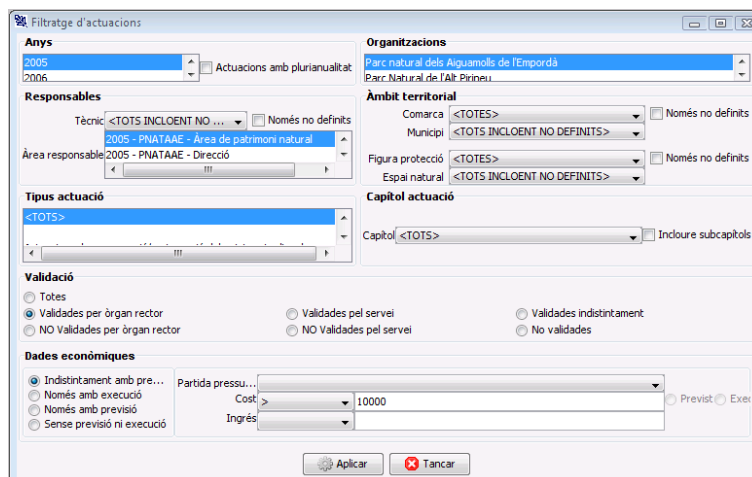 Filtratge d'actuacions
Anys
2005
2006
Actuacions amb plurianualitat
Organitzacions
Parc natural dels Aiguamolls de l'Empordà
Parc Natural de l'Alt Pirineu
Responsables
Tècnic <TOTS INCLOENT NO ... Només no definits
Àrea responsable
2005 - PNATAAE - Àrea de patrimoni natural
2005 - PNATAAE - Direcció
Àmbit territorial
Comarca <TOTES> Només no definits
Municipi <TOTS INCLOENT NO DEFINITS>
Figura protecció <TOTES> Només no definits
Espai natural <TOTS INCLOENT NO DEFINITS>
Tipus actuació
<TOTS>
Capítol actuació
Capítol <TOTS> Incloure subcapítols
Validació
Totes
Validades per òrgan rector Validades pel servei Validades indistintament
NO Validades per òrgan rector NO Validades pel servei No validades
Dades econòmiques
Indistintament amb pre...
Només amb execució
Només amb previsió
Sense previsió ni execució
Partida pressu...
Cost > 10000 Previst Exec
Ingrés
Aplicar Tancar